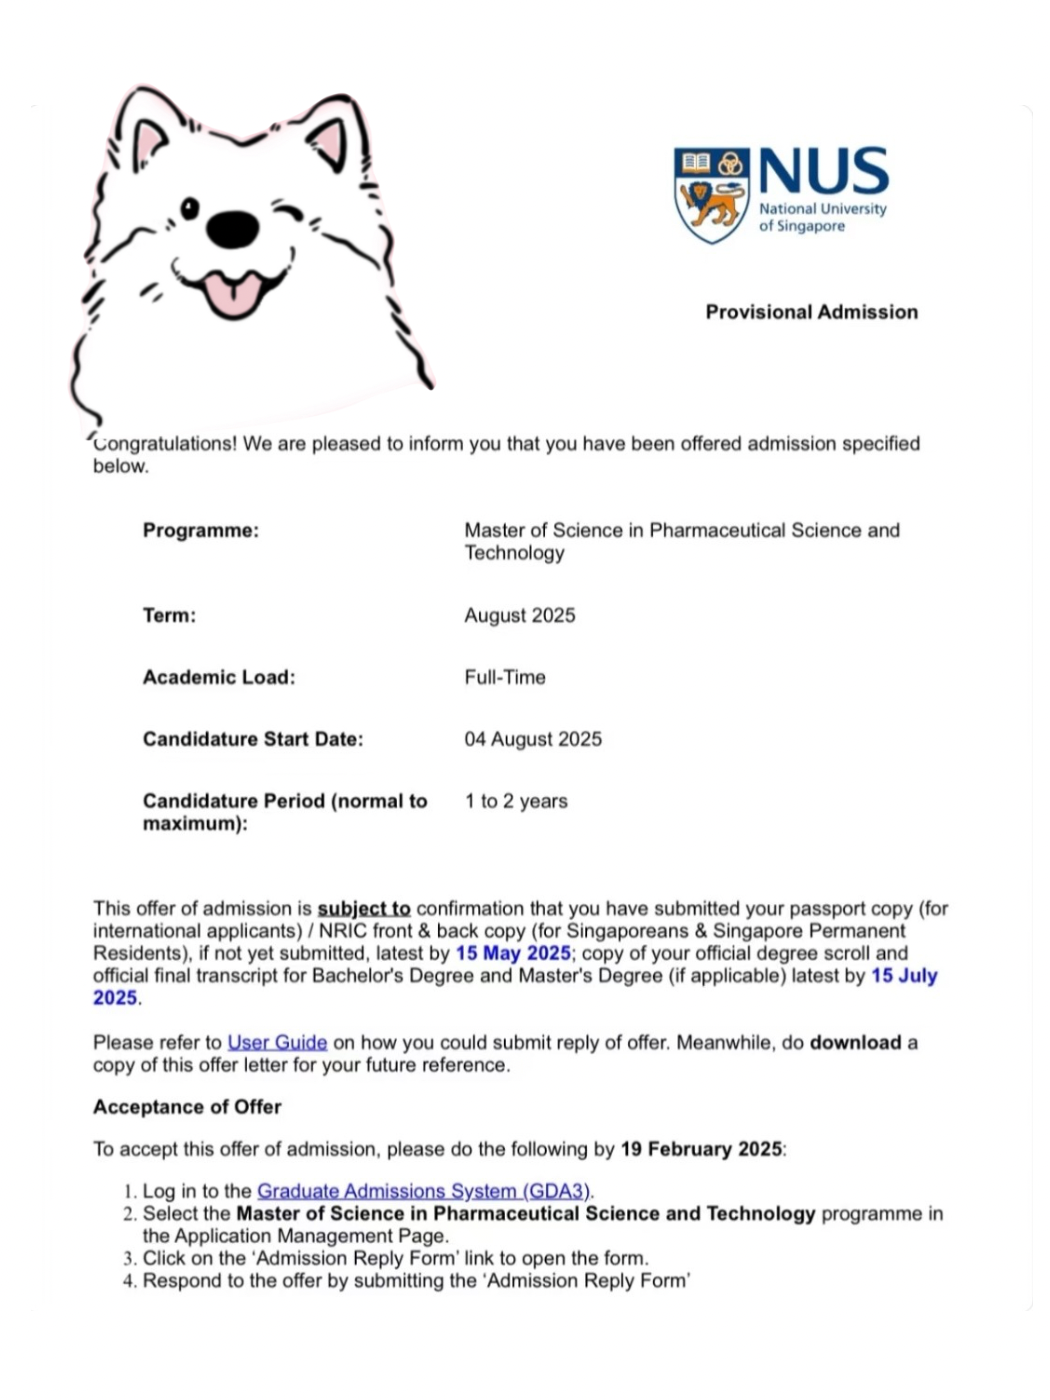 NUS
National University
of Singapore
Provisional Admission
Congratulations! We are pleased to inform you that you have been offered admission specified
below.
Programme: Master of Science in Pharmaceutical Science and
Technology
Term: August 2025
Academic Load: Full-Time
Candidature Start Date: 04 August 2025
Candidature Period (normal to 1 to 2 years
maximum):
This offer of admission is subject to confirmation that you have submitted your passport copy (for
international applicants) / NRIC front & back copy (for Singaporeans & Singapore Permanent
Residents), if not yet submitted, latest by 15 May 2025; copy of your official degree scroll and
official final transcript for Bachelor's Degree and Master's Degree (if applicable) latest by 15 July
2025.
Please refer to User Guide on how you could submit reply of offer. Meanwhile, do download a
copy of this offer letter for your future reference.
Acceptance of Offer
To accept this offer of admission, please do the following by 19 February 2025:
1. Log in to the Graduate Admissions System (GDA3).
2. Select the Master of Science in Pharmaceutical Science and Technology programme in
the Application Management Page.
3. Click on the 'Admission Reply Form' link to open the form.
4. Respond to the offer by submitting the 'Admission Reply Form'